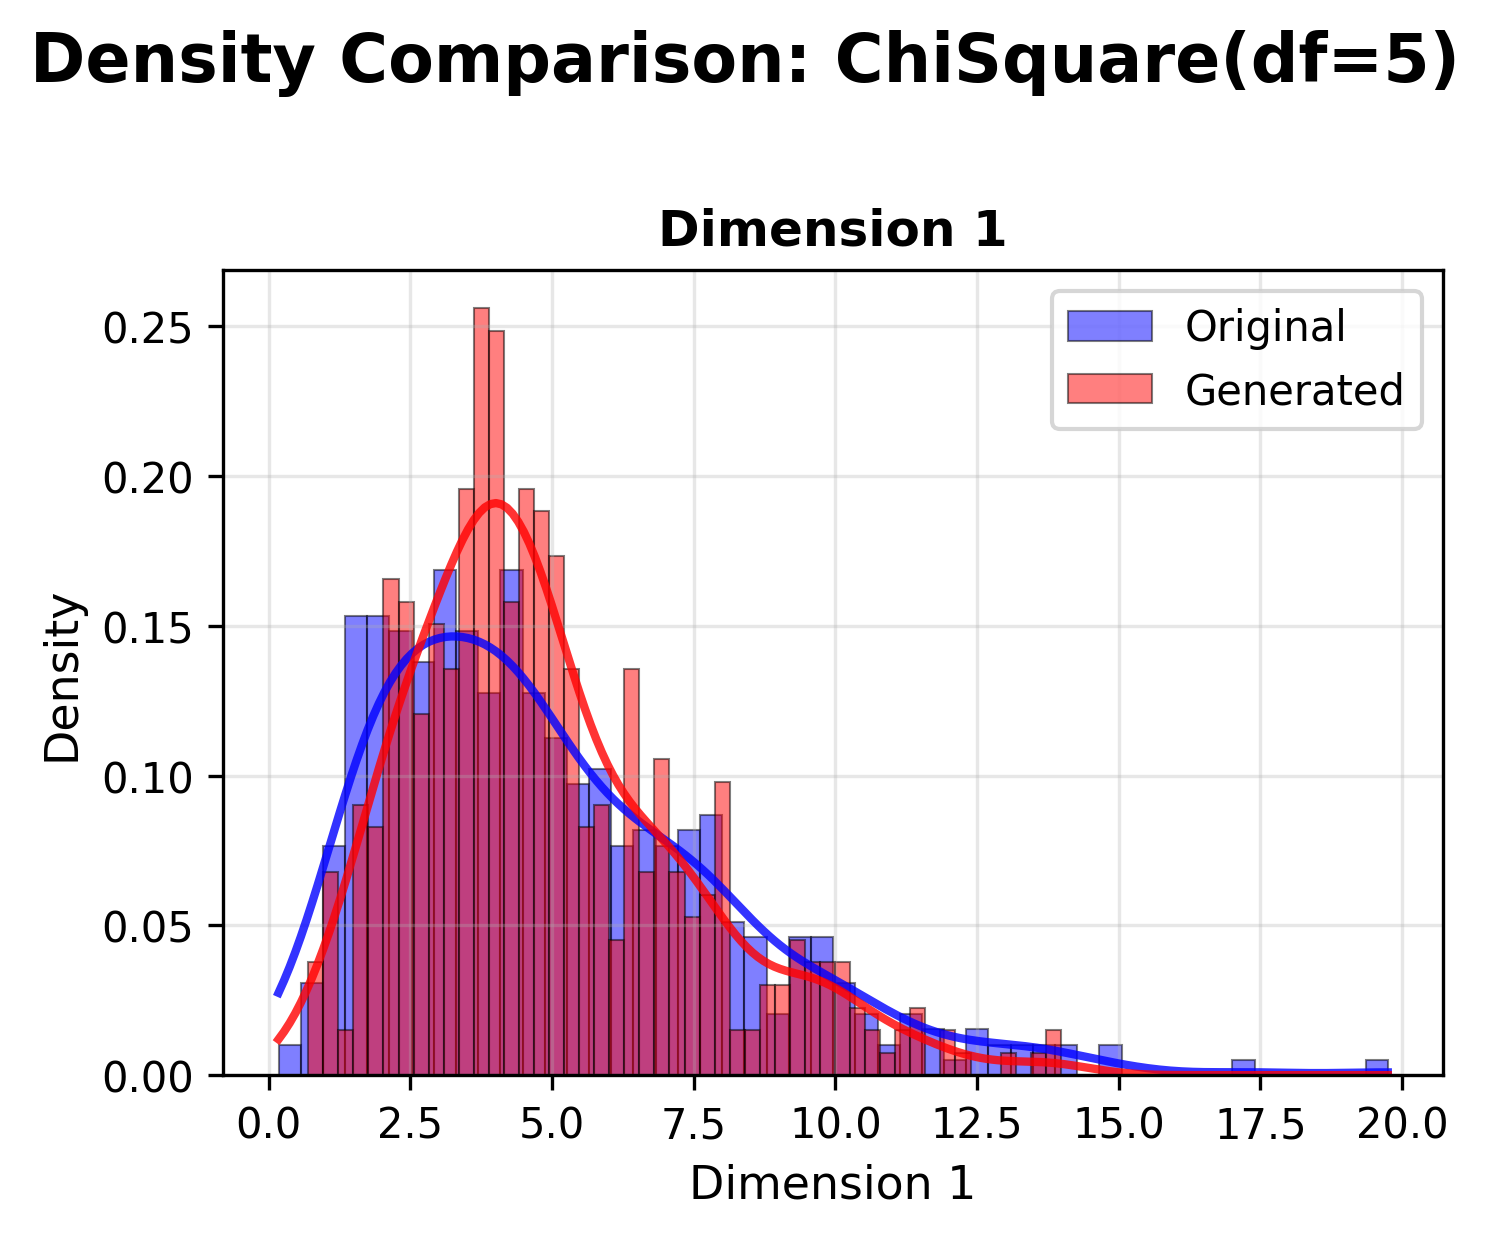 Density Comparison: ChiSquare(df=5)
Dimension 1
Original
Generated
Density
0.25
0.20
0.15
0.10
0.05
0.00
0.0 2.5 5.0 7.5 10.0 12.5 15.0 17.5 20.0
Dimension 1